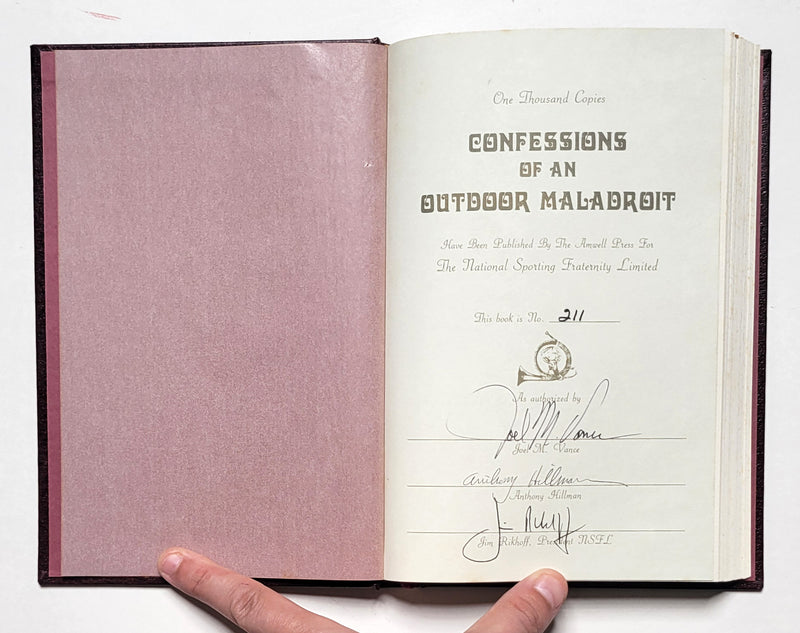 One Thousand Copies
CONFESSIONS
OF AN
OUTDOOR MALADROIT
Have Been Published By The Amwell Press For
The National Sporting Fraternity Limited
This book is No. 211
As authorized by
Joel M. Vance
Joel M. Vance
Anthony Hillman
Anthony Hillman
Jim Rikhoff
Jim Rikhoff, President NSFL